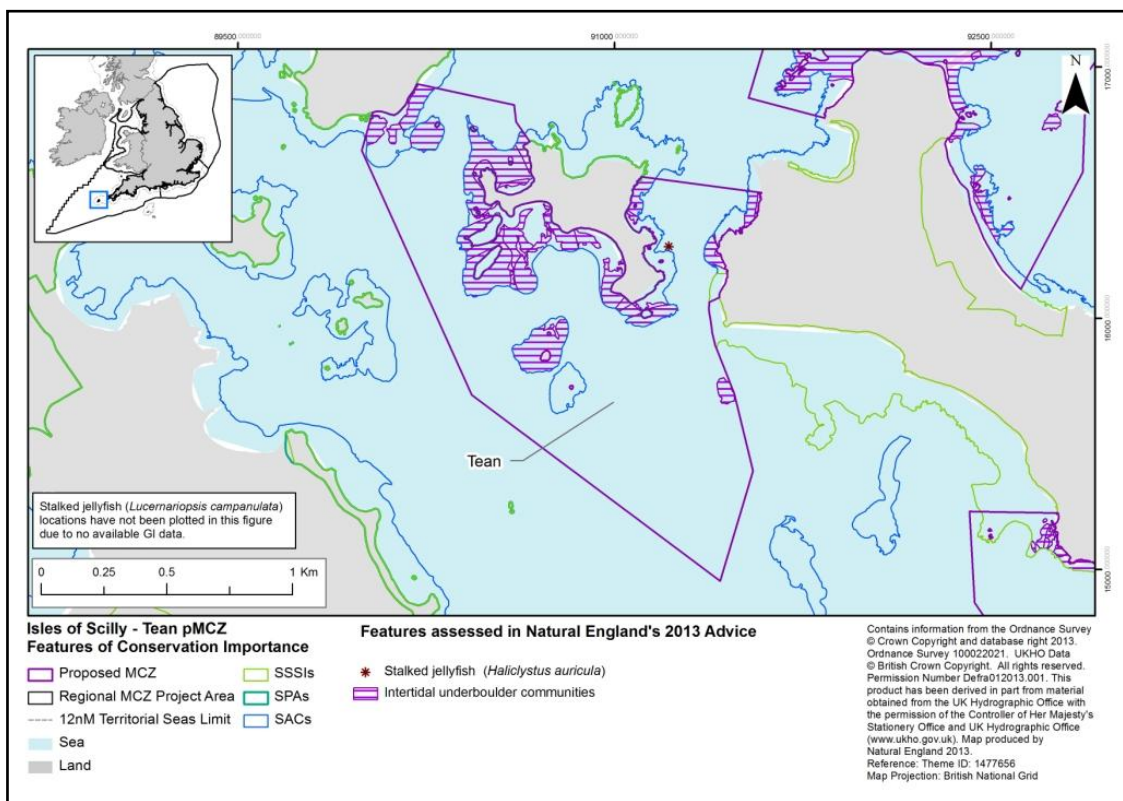 89500.000000
91000.000000
92500.000000
N
17000.000000
16000.000000
15000.000000
Tean
Stalked jellyfish (Lucernariopsis campanulata)
locations have not been plotted in this figure
due to no available GI data.
0 0.25 0.5 1 Km
Isles of Scilly - Tean pMCZ
Features of Conservation Importance
Proposed MCZ
Regional MCZ Project Area
12nM Territorial Seas Limit
Sea
Land
SSSIs
SPAs
SACs
Features assessed in Natural England's 2013 Advice
Stalked jellyfish (Haliclystus auricula)
Intertidal underboulder communities
Contains information from the Ordnance Survey
© Crown Copyright and database right 2013.
Ordnance Survey 100022021. UKHO Data
© British Crown Copyright. All rights reserved.
Permission Number Defra012013.001. This
product has been derived in part from material
obtained from the UK Hydrographic Office with
the permission of the Controller of Her Majesty's
Stationery Office and UK Hydrographic Office
(www.ukho.gov.uk). Map produced by
Natural England 2013.
Reference: Theme ID: 1477656
Map Projection: British National Grid